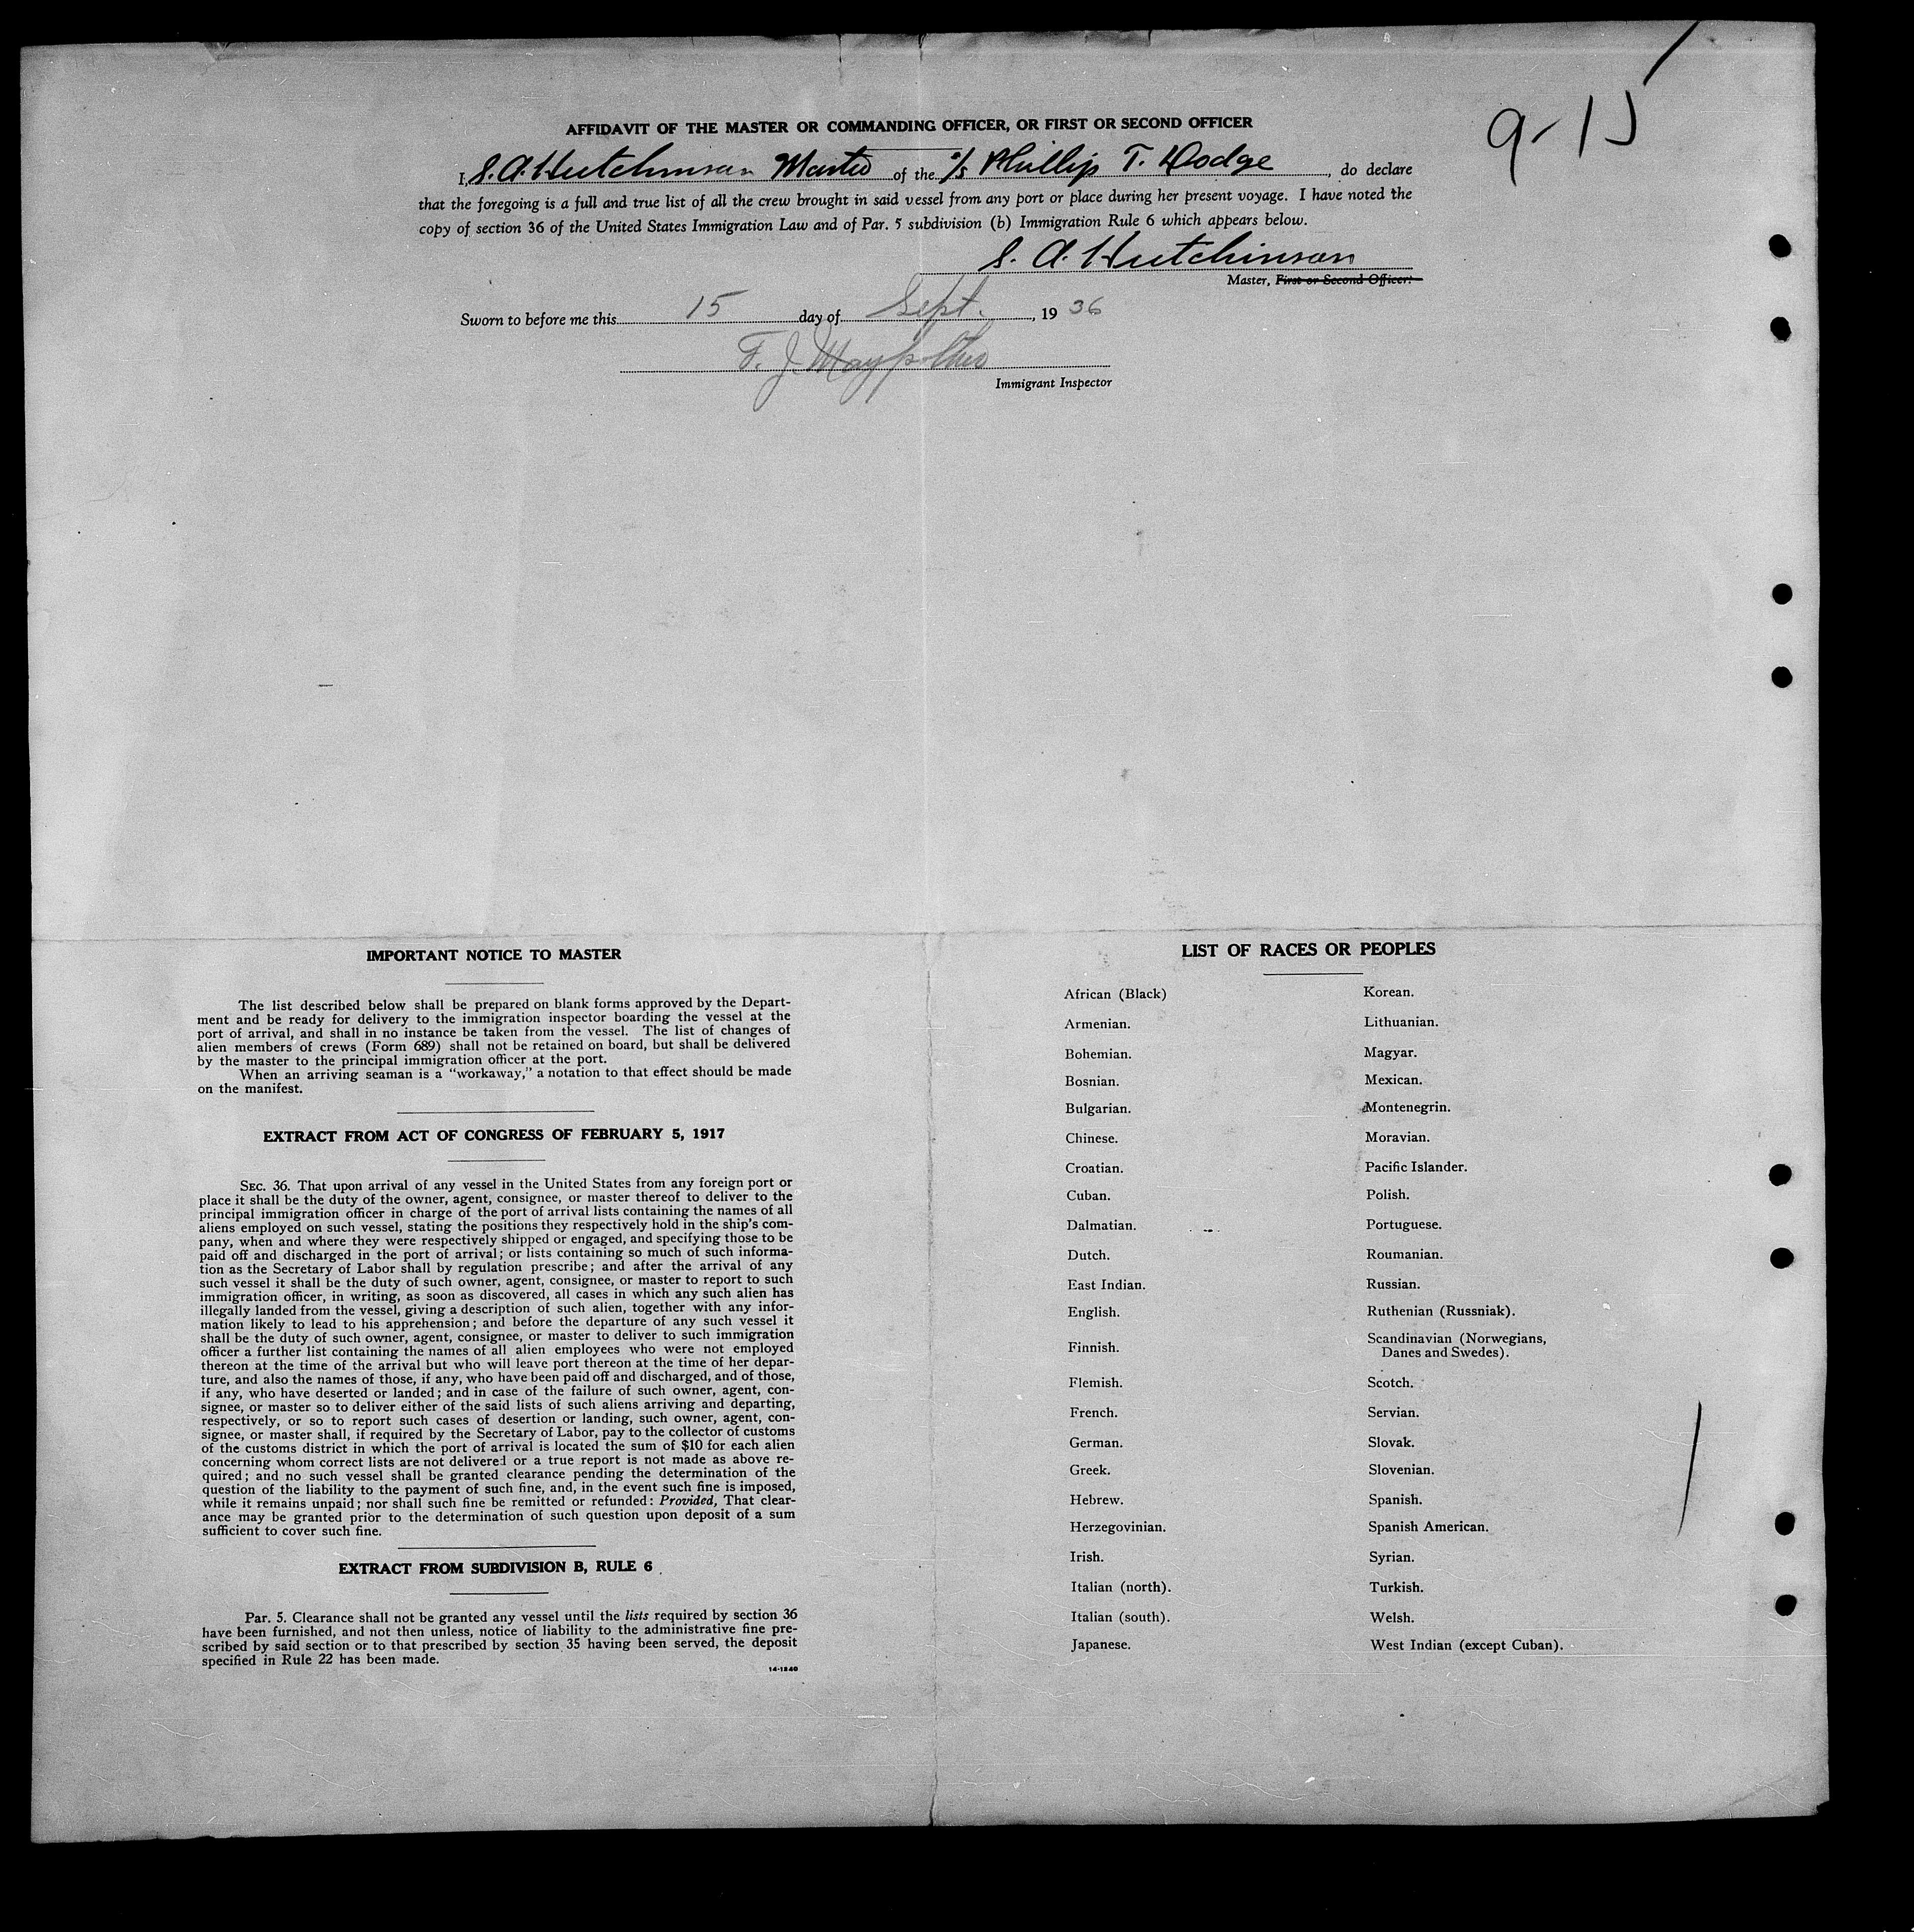 9-15
AFFIDAVIT OF THE MASTER OR COMMANDING OFFICER, OR FIRST OR SECOND OFFICER
I, S. A. Hutchinson Master of the S/S Phillip T. Dodge, do declare
that the foregoing is a full and true list of all the crew brought in said vessel from any port or place during her present voyage. I have noted the
copy of section 36 of the United States Immigration Law and of Par. 5 subdivision (b) Immigration Rule 6 which appears below.
S. A. Hutchinson
Master, First or Second Officer.
Sworn to before me this 15 day of Sept., 1936
F. J.
Immigrant Inspector
IMPORTANT NOTICE TO MASTER
The list described below shall be prepared on blank forms approved by the Depart-
ment and be ready for delivery to the immigration inspector boarding the vessel at the
port of arrival, and shall in no instance be taken from the vessel. The list of changes of
alien members of crews (Form 689) shall not be retained on board, but shall be delivered
by the master to the principal immigration officer at the port.
When an arriving seaman is a “workaway,” a notation to that effect should be made
on the manifest.
EXTRACT FROM ACT OF CONGRESS OF FEBRUARY 5, 1917
SEC. 36. That upon arrival of any vessel in the United States from any foreign port or
place it shall be the duty of the owner, agent, consignee, or master thereof to deliver to the
principal immigration officer in charge of the port of arrival lists containing the names of all
aliens employed on such vessel, stating the positions they respectively hold in the ship's com-
pany, when and where they were respectively shipped or engaged, and specifying those to be
paid off and discharged in the port of arrival; or lists containing so much of such informa-
tion as the Secretary of Labor shall by regulation prescribe; and after the arrival of any
such vessel it shall be the duty of such owner, agent, consignee, or master to report to such
immigration officer, in writing, as soon as discovered, all cases in which any such alien has
illegally landed from the vessel, giving a description of such alien, together with any infor-
mation likely to lead to his apprehension; and before the departure of any such vessel it
shall be the duty of such owner, agent, consignee, or master to deliver to such immigration
officer a further list containing the names of all alien employees who were not employed
thereon at the time of the arrival but who will leave port thereon at the time of her depar-
ture, and also the names of those, if any, who have been paid off and discharged, and of those,
if any, who have deserted or landed; and in case of the failure of such owner, agent, con-
signee, or master so to deliver either of the said lists of such aliens arriving and departing,
respectively, or so to report such cases of desertion or landing, such owner, agent, con-
signee, or master shall, if required by the Secretary of Labor, pay to the collector of customs
of the customs district in which the port of arrival is located the sum of $10 for each alien
concerning whom correct lists are not delivered or a true report is not made as above re-
quired; and no such vessel shall be granted clearance pending the determination of the
question of the liability to the payment of such fine, and, in the event such fine is imposed,
while it remains unpaid; nor shall such fine be remitted or refunded: Provided, That clear-
ance may be granted prior to the determination of such question upon deposit of a sum
sufficient to cover such fine.
EXTRACT FROM SUBDIVISION B, RULE 6
Par. 5. Clearance shall not be granted any vessel until the lists required by section 36
have been furnished, and not then unless, notice of liability to the administrative fine pre-
scribed by said section or to that prescribed by section 35 having been served, the deposit
specified in Rule 22 has been made.
14-1240
LIST OF RACES OR PEOPLES
African (Black)
Armenian.
Bohemian.
Bosnian.
Bulgarian.
Chinese.
Croatian.
Cuban.
Dalmatian.
Dutch.
East Indian.
English.
Finnish.
Flemish.
French.
German.
Greek.
Hebrew.
Herzegovinian.
Irish.
Italian (north).
Italian (south).
Japanese.
Korean.
Lithuanian.
Magyar.
Mexican.
Montenegrin.
Moravian.
Pacific Islander.
Polish.
Portuguese.
Roumanian.
Russian.
Ruthenian (Russniak).
Scandinavian (Norwegians,
Danes and Swedes).
Scotch.
Servian.
Slovak.
Slovenian.
Spanish.
Spanish American.
Syrian.
Turkish.
Welsh.
West Indian (except Cuban).